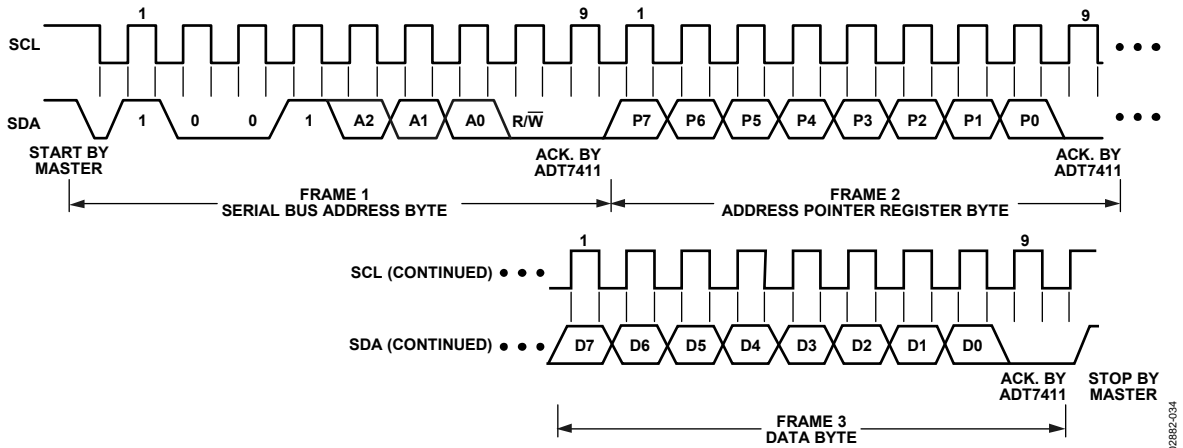 1 9 1 9
SCL
SDA 1 0 0 1 A2 A1 A0 R/W̅ P7 P6 P5 P4 P3 P2 P1 P0
START BY
MASTER
ACK. BY
ADT7411
ACK. BY
ADT7411
FRAME 1
SERIAL BUS ADDRESS BYTE
FRAME 2
ADDRESS POINTER REGISTER BYTE
1 9
SCL (CONTINUED)
SDA (CONTINUED) D7 D6 D5 D4 D3 D2 D1 D0
ACK. BY
ADT7411
STOP BY
MASTER
FRAME 3
DATA BYTE
02882-034